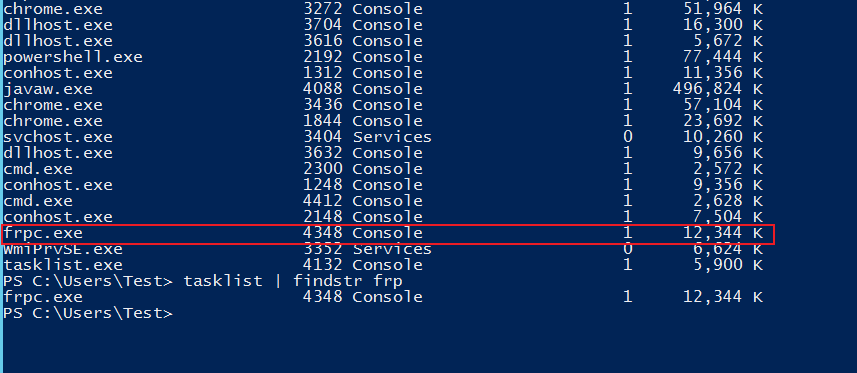 chrome.exe 3272 Console 1 51,964 K
dllhost.exe 3704 Console 1 16,300 K
dllhost.exe 3616 Console 1 5,672 K
powershell.exe 2192 Console 1 77,444 K
conhost.exe 1312 Console 1 11,356 K
javaw.exe 4088 Console 1 496,824 K
chrome.exe 3436 Console 1 57,104 K
chrome.exe 1844 Console 1 23,692 K
svchost.exe 3404 Services 0 10,260 K
dllhost.exe 3632 Console 1 9,656 K
cmd.exe 2300 Console 1 2,572 K
conhost.exe 1248 Console 1 9,356 K
cmd.exe 4412 Console 1 2,628 K
conhost.exe 2148 Console 1 7,504 K
frpc.exe 4348 Console 1 12,344 K
WmiPrvSE.exe 3352 Services 0 6,624 K
tasklist.exe 4132 Console 1 5,900 K
PS C:\Users\Test> tasklist | findstr frp
frpc.exe 4348 Console 1 12,344 K
PS C:\Users\Test>